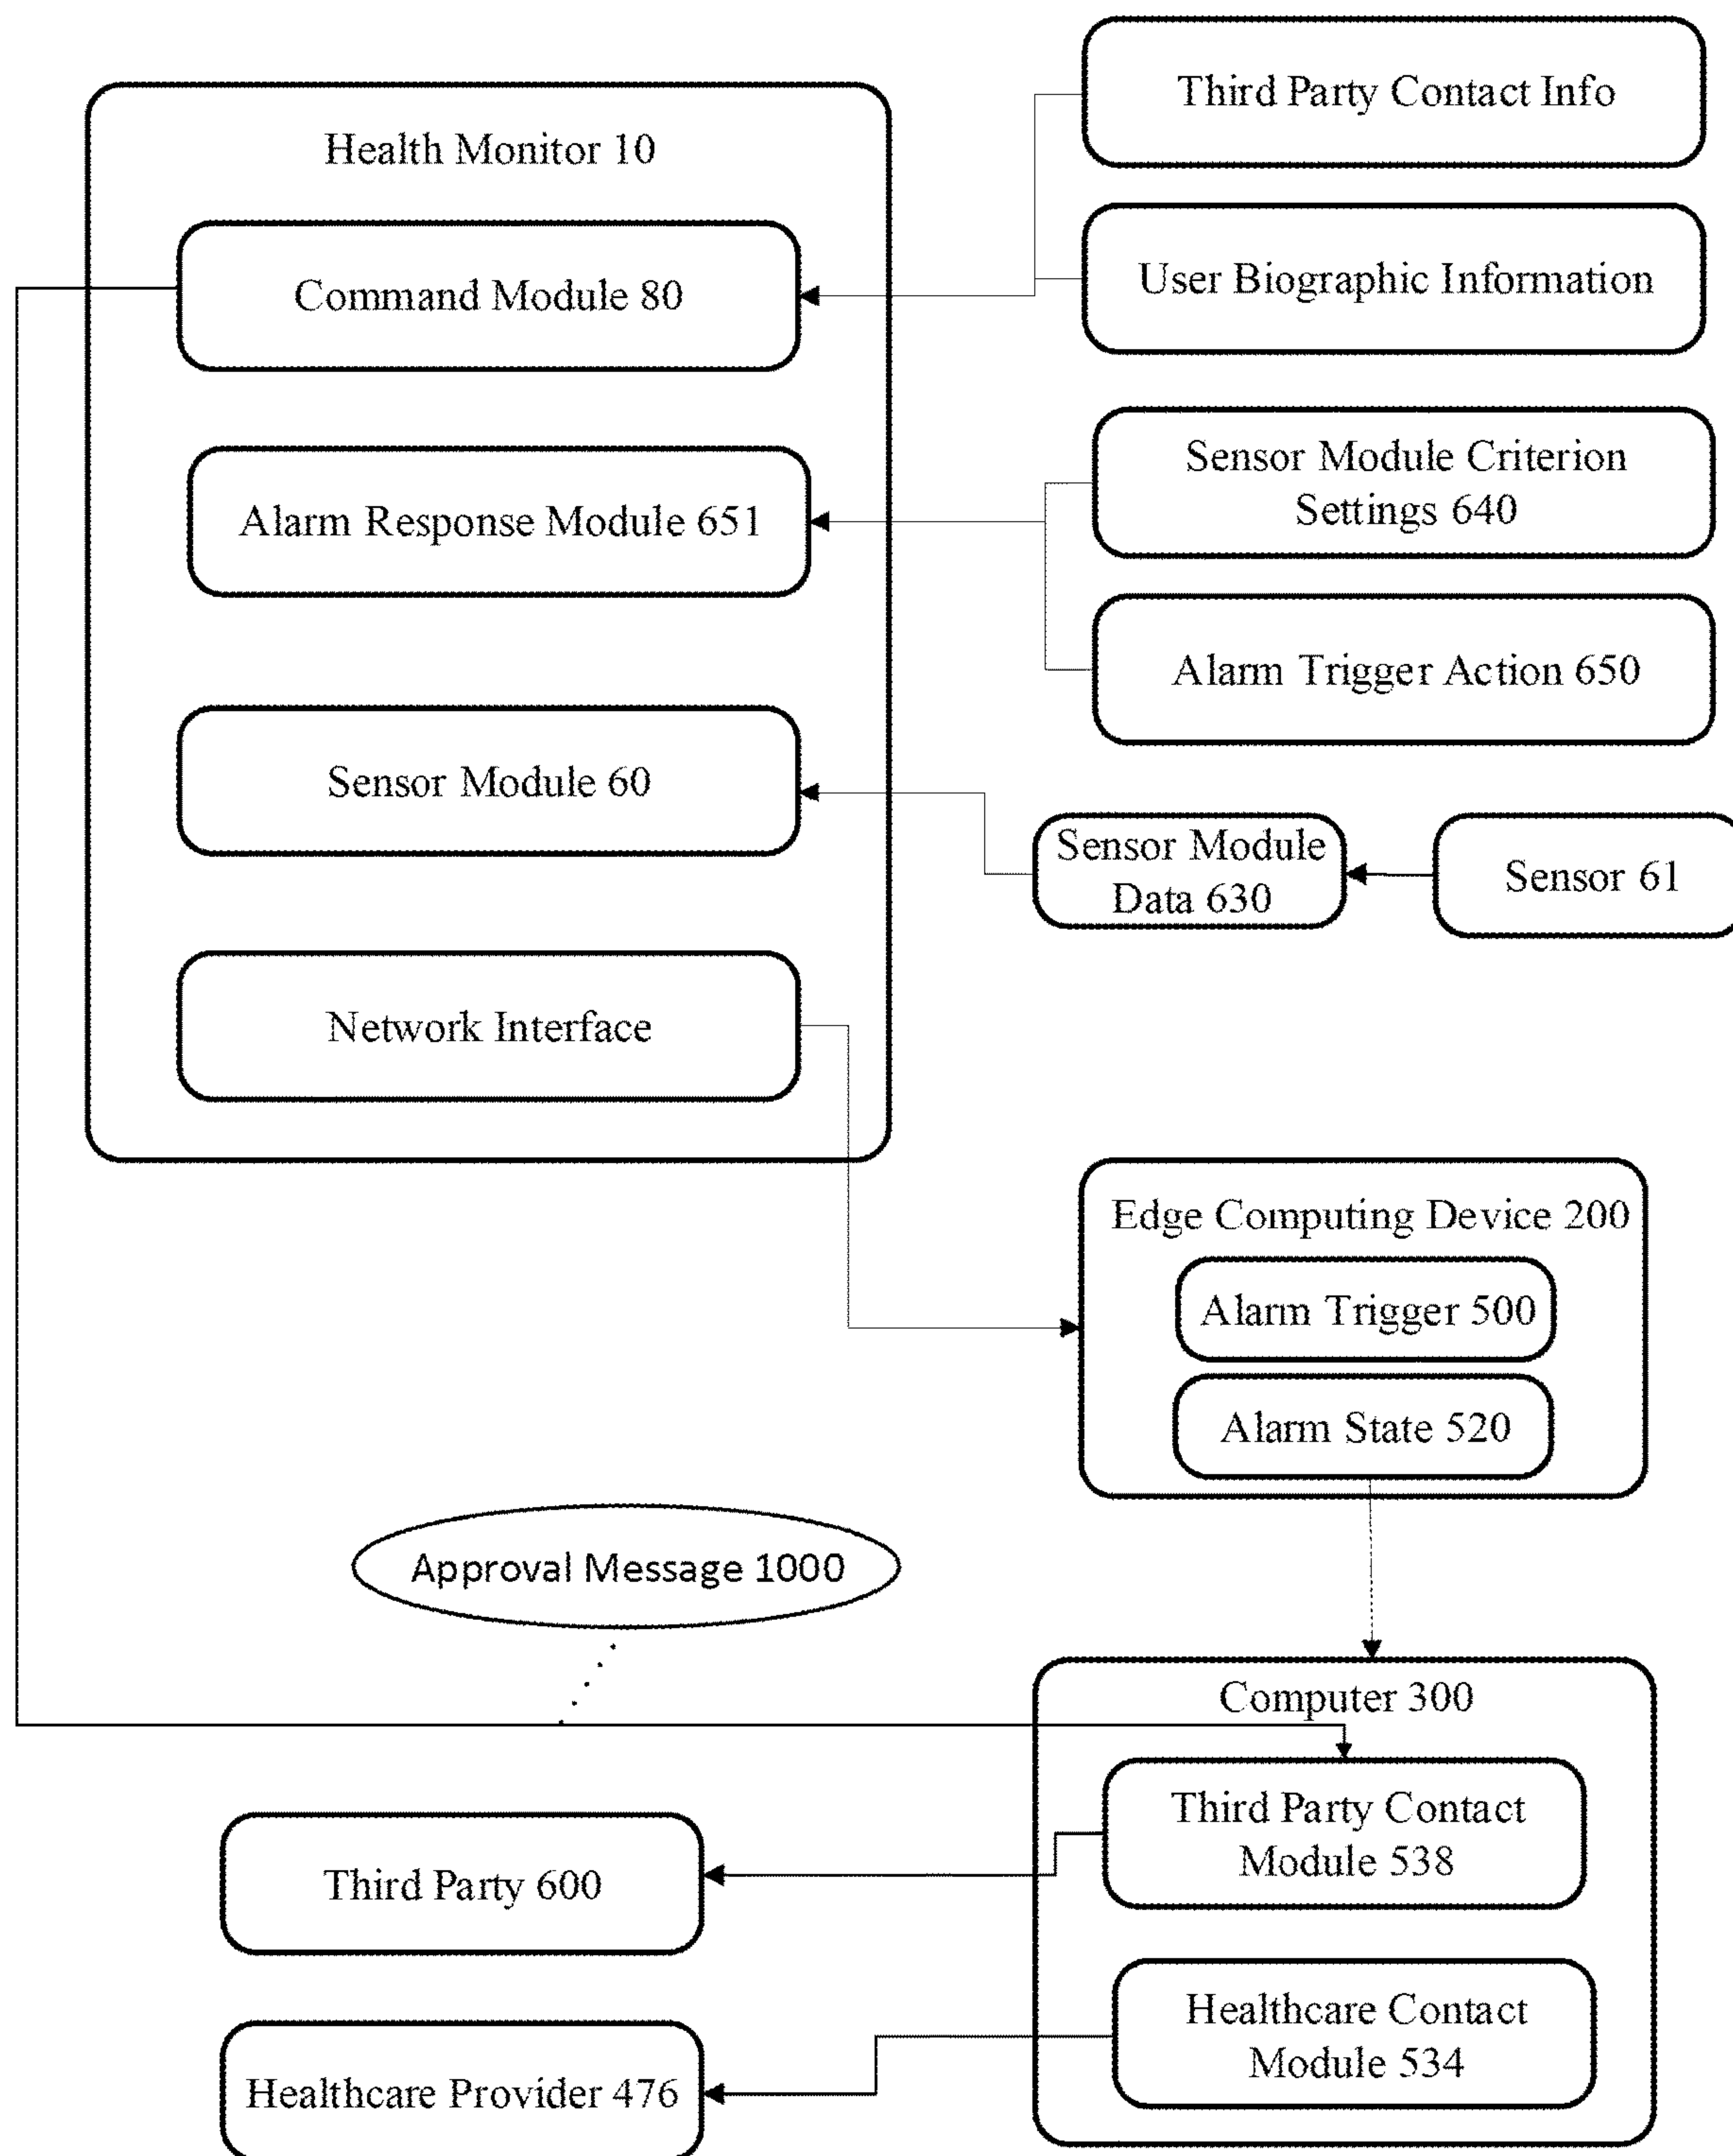 Third Party Contact Info
Health Monitor 10
User Biographic Information
Command Module 80
Sensor Module Criterion
Settings 640
Alarm Response Module 651
Alarm Trigger Action 650
Sensor Module 60
Sensor Module
Data 630
Sensor 61
Network Interface
Edge Computing Device 200
Alarm Trigger 500
Alarm State 520
Approval Message 1000
Computer 300
Third Party Contact
Module 538
Third Party 600
Healthcare Contact
Module 534
Healthcare Provider 476